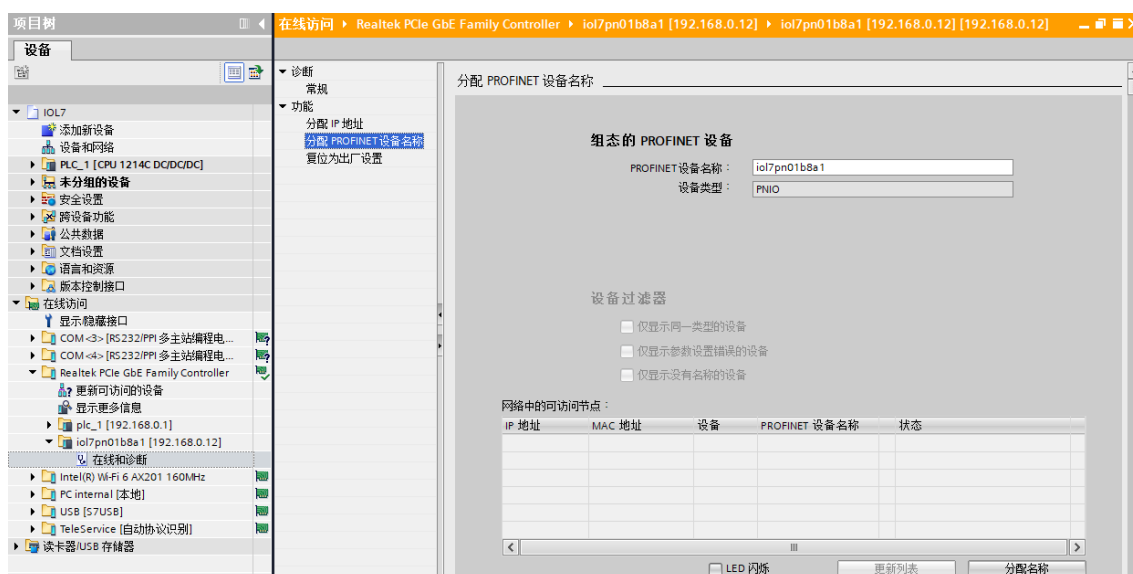 项目树
在线访问 ▸ Realtek PCIe GbE Family Controller ▸ iol7pn01b8a1 [192.168.0.12] ▸ iol7pn01b8a1 [192.168.0.12] [192.168.0.12]
设备
IOL7
添加新设备
设备和网络
PLC_1 [CPU 1214C DC/DC/DC]
未分组的设备
安全设置
跨设备功能
公共数据
文档设置
语言和资源
版本控制接口
在线访问
显示/隐藏接口
COM <3> [RS232/PPI 多主站编程电...
COM <4> [RS232/PPI 多主站编程电...
Realtek PCIe GbE Family Controller
更新可访问的设备
显示更多信息
plc_1 [192.168.0.1]
iol7pn01b8a1 [192.168.0.12]
在线和诊断
Intel(R) Wi-Fi 6 AX201 160MHz
PC internal [本地]
USB [S7USB]
TeleService [自动协议识别]
读卡器/USB 存储器
诊断
常规
功能
分配 IP 地址
分配 PROFINET 设备名称
复位为出厂设置
分配 PROFINET 设备名称
组态的 PROFINET 设备
PROFINET设备名称： iol7pn01b8a1
设备类型： PNIO
设备过滤器
仅显示同一类型的设备
仅显示参数设置错误的设备
仅显示没有名称的设备
网络中的可访问节点：
IP 地址 MAC 地址 设备 PROFINET 设备名称 状态
LED 闪烁 更新列表 分配名称